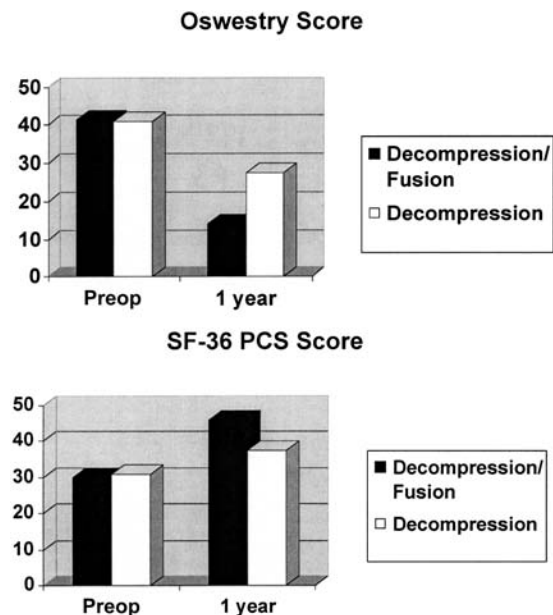 Oswestry Score
50
40
30
20
10
0
Preop
1 year
Decompression/
Fusion
Decompression
SF-36 PCS Score
50
40
30
20
10
0
Preop
1 year
Decompression/
Fusion
Decompression